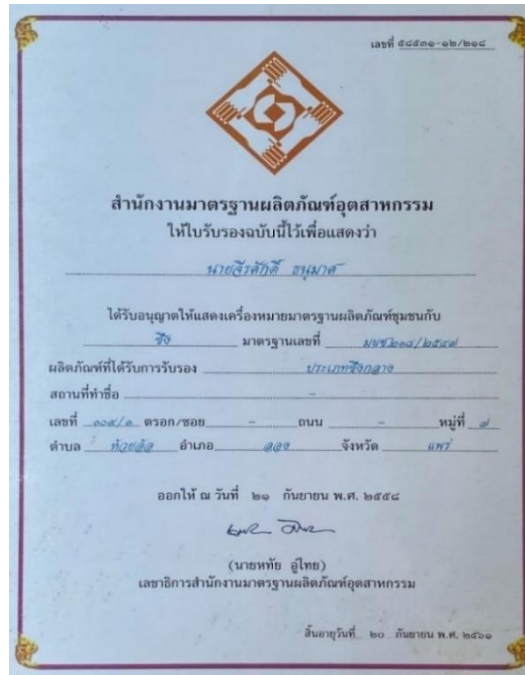 เลขที่ ๕๘๕๓๑-๑๒/๒๑๘
สำนักงานมาตรฐานผลิตภัณฑ์อุตสาหกรรม
ให้ใบรับรองฉบับนี้ไว้เพื่อแสดงว่า
นายจีรศักดิ์ ธนูมาศ
ได้รับอนุญาตให้แสดงเครื่องหมายมาตรฐานผลิตภัณฑ์ชุมชนกับ
ซึง มาตรฐานเลขที่ มผช.๒๑๘/๒๕๔๗
ผลิตภัณฑ์ที่ได้รับการรับรอง ประเภทซึงกลาง
สถานที่ทำชื่อ -
เลขที่ ตรอก/ซอย - ถนน - หมู่ที่ ๗
ตำบล ห้วยอ้อ อำเภอ ลอง จังหวัด แพร่
ออกให้ ณ วันที่ ๒๑ กันยายน พ.ศ. ๒๕๕๘
(นายหทัย อู่ไทย)
เลขาธิการสำนักงานมาตรฐานผลิตภัณฑ์อุตสาหกรรม
สิ้นอายุวันที่ ๒๐ กันยายน พ.ศ. ๒๕๖๑